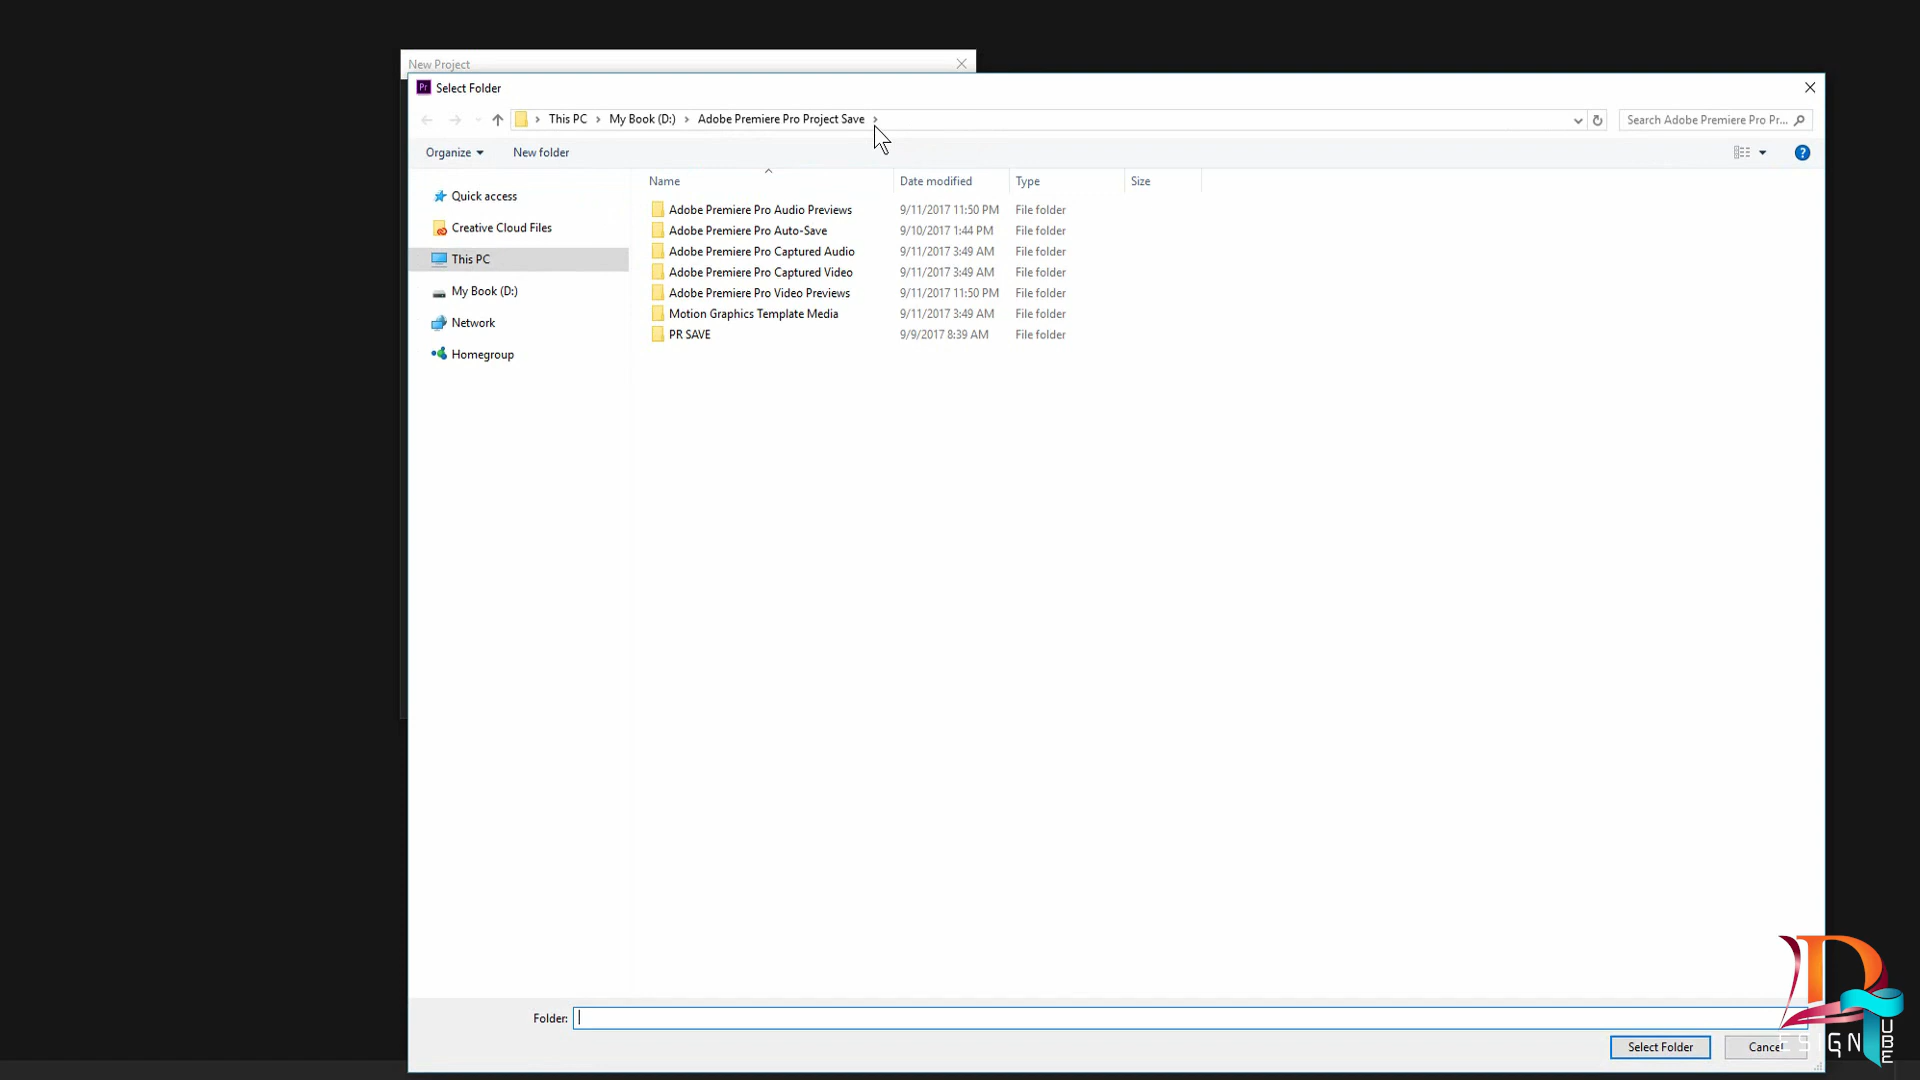 New Project
Pr Select Folder
This PC My Book (D:) Adobe Premiere Pro Project Save
Search Adobe Premiere Pro Pr...
Organize New folder
Quick access
Creative Cloud Files
This PC
My Book (D:)
Network
Homegroup
Name Date modified Type Size
Adobe Premiere Pro Audio Previews 9/11/2017 11:50 PM File folder
Adobe Premiere Pro Auto-Save 9/10/2017 1:44 PM File folder
Adobe Premiere Pro Captured Audio 9/11/2017 3:49 AM File folder
Adobe Premiere Pro Captured Video 9/11/2017 3:49 AM File folder
Adobe Premiere Pro Video Previews 9/11/2017 11:50 PM File folder
Motion Graphics Template Media 9/11/2017 3:49 AM File folder
PR SAVE 9/9/2017 8:39 AM File folder
Folder:
Select Folder Cancel
DESIGN TUBE